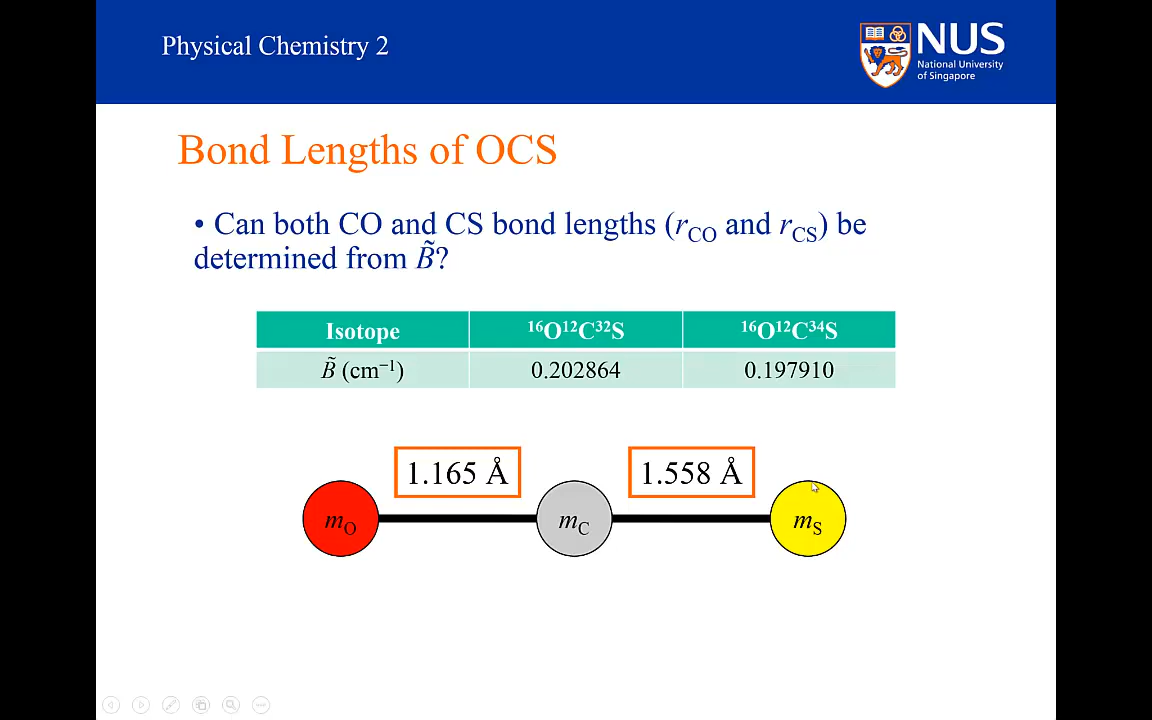 Physical Chemistry 2
NUS
National University
of Singapore
Bond Lengths of OCS
• Can both CO and CS bond lengths (r_CO and r_CS) be
determined from B̃?
Isotope ¹⁶O¹²C³²S ¹⁶O¹²C³⁴S
B̃ (cm⁻¹) 0.202864 0.197910
1.165 Å 1.558 Å
m_O m_C m_S